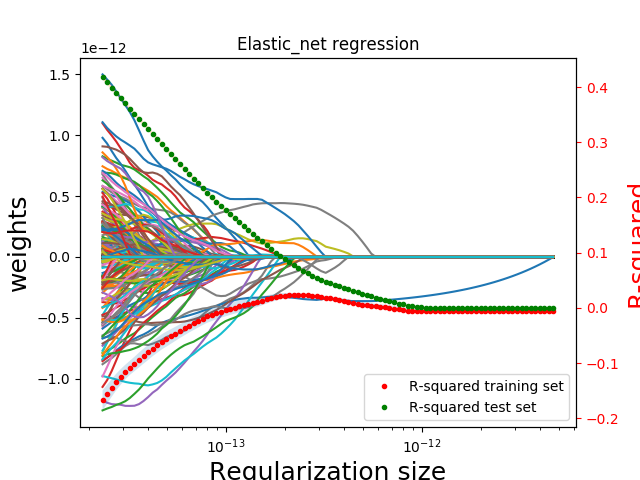 Elastic_net regression
1e−12
1.5
1.0
0.5
0.0
−0.5
−1.0
weights
0.4
0.3
0.2
0.1
0.0
−0.1
−0.2
R-squared
R-squared training set
R-squared test set
10⁻¹³
10⁻¹²
Regularization size